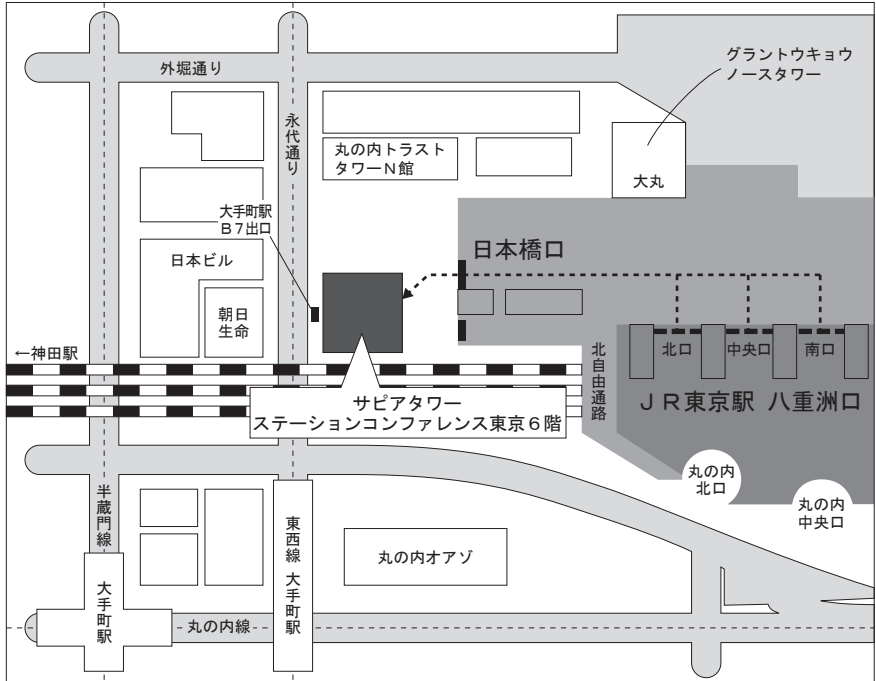 外堀通り
グラントウキョウ
ノースタワー
永代通り
丸の内トラスト
タワーN館
大丸
大手町駅
B7出口
日本橋口
日本ビル
朝日
生命
←神田駅
北自由通路
北口
中央口
南口
サピアタワー
ステーションコンファレンス東京6階
JR東京駅 八重洲口
丸の内
北口
丸の内
中央口
半蔵門線
大手町駅
東西線 大手町駅
丸の内オアゾ
丸の内線